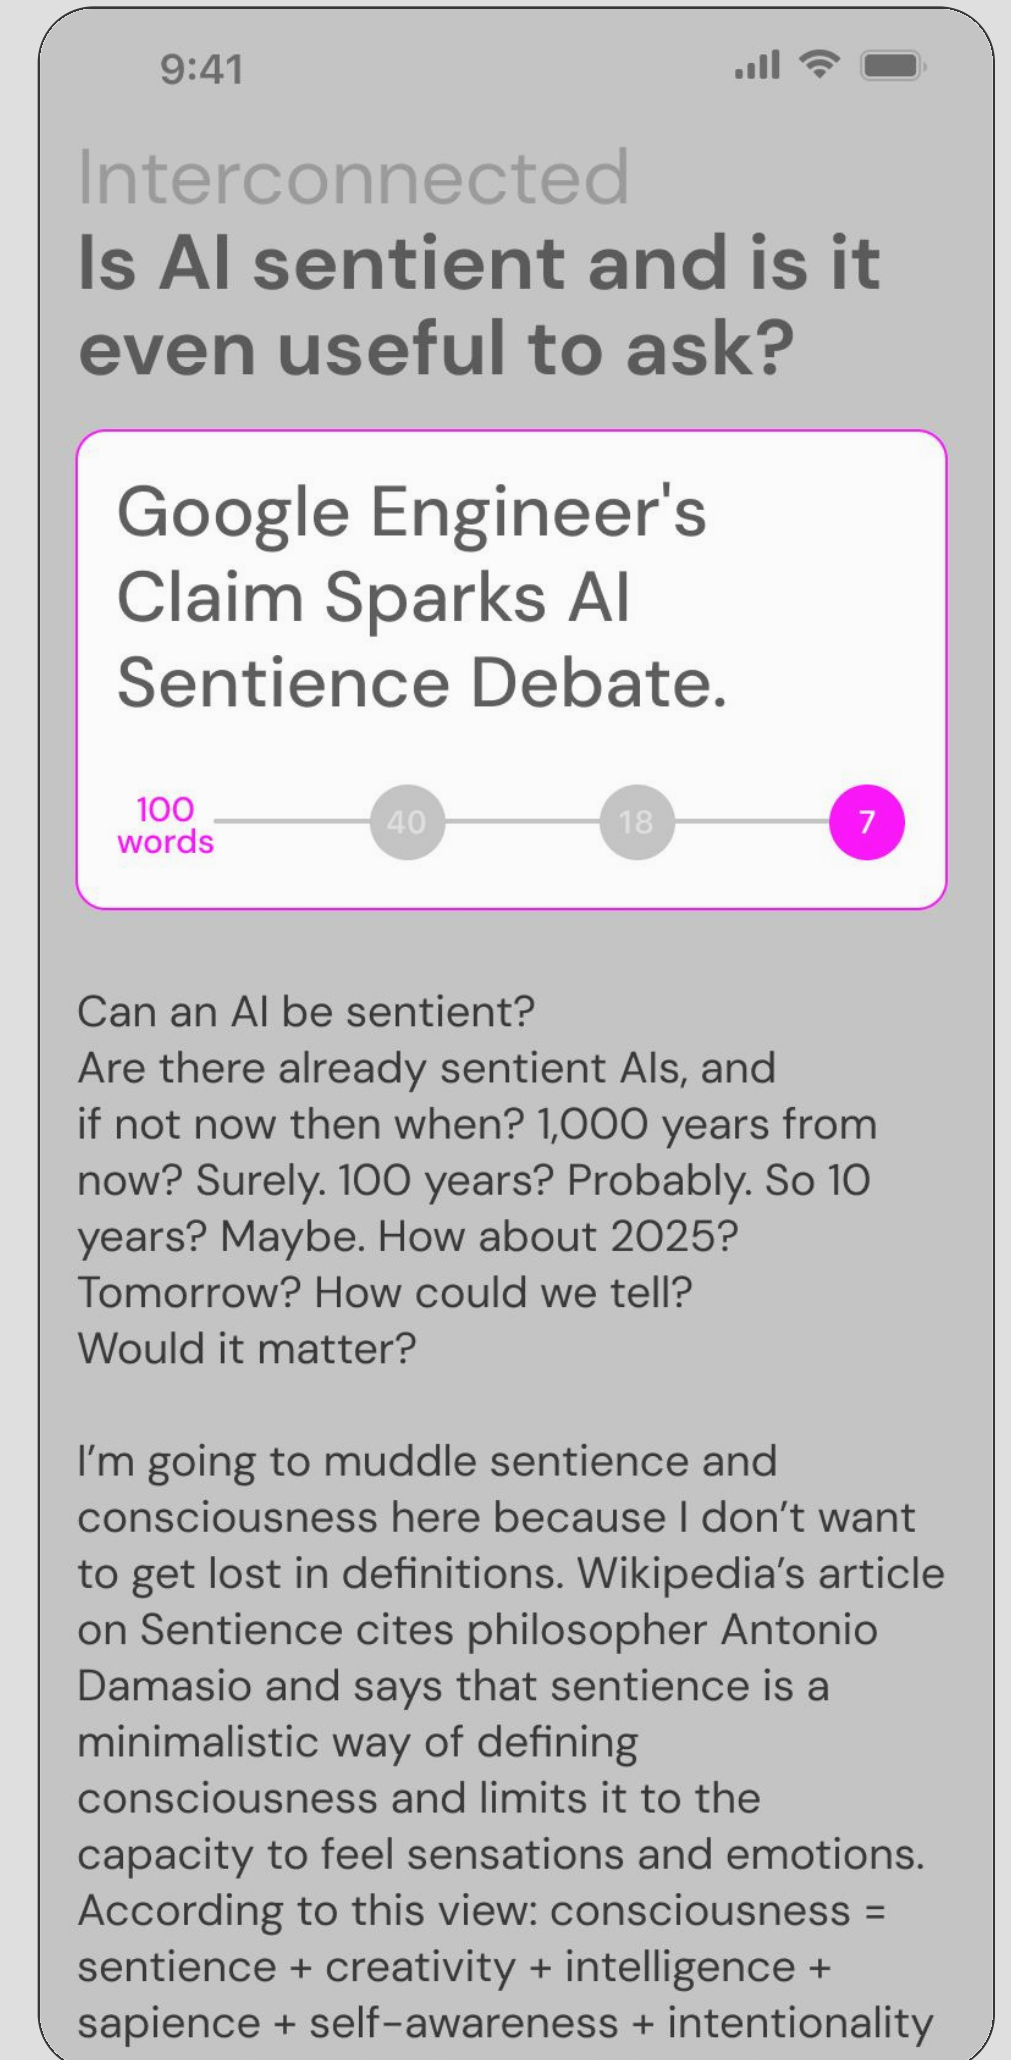 9:41
Interconnected
Is AI sentient and is it
even useful to ask?
Google Engineer's
Claim Sparks AI
Sentience Debate.
100
words
40
18
7
Can an AI be sentient?
Are there already sentient AIs, and
if not now then when? 1,000 years from
now? Surely. 100 years? Probably. So 10
years? Maybe. How about 2025?
Tomorrow? How could we tell?
Would it matter?
I’m going to muddle sentience and
consciousness here because I don’t want
to get lost in definitions. Wikipedia’s article
on Sentience cites philosopher Antonio
Damasio and says that sentience is a
minimalistic way of defining
consciousness and limits it to the
capacity to feel sensations and emotions.
According to this view: consciousness =
sentience + creativity + intelligence +
sapience + self-awareness + intentionality